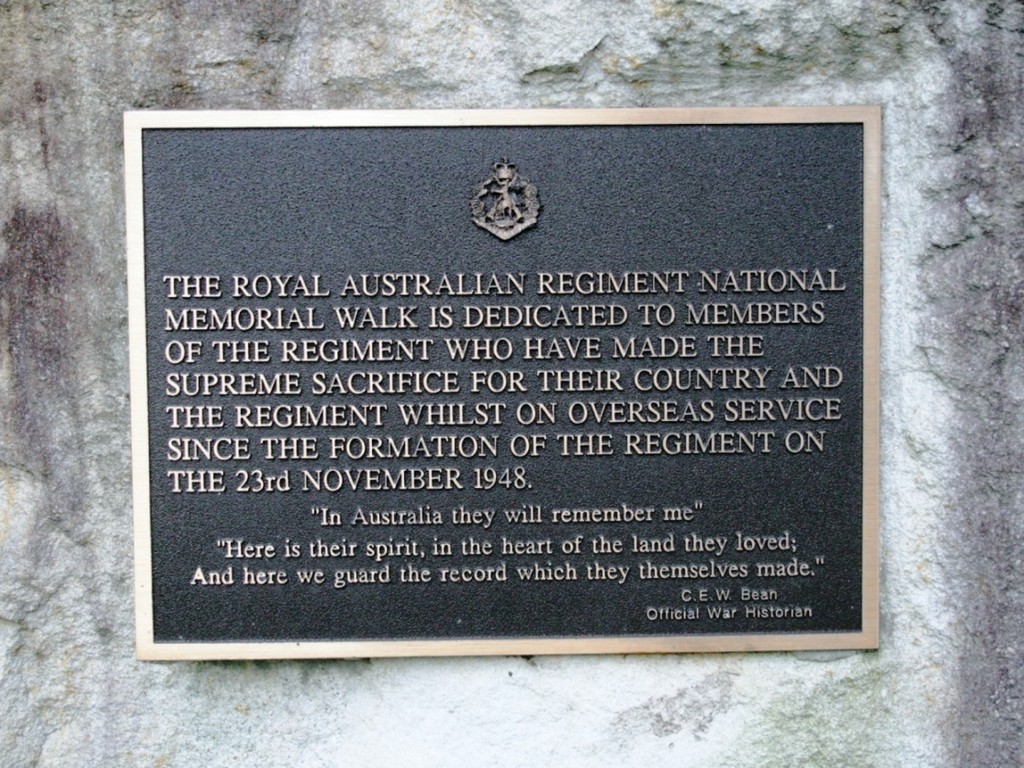 THE ROYAL AUSTRALIAN REGIMENT NATIONAL
MEMORIAL WALK IS DEDICATED TO MEMBERS
OF THE REGIMENT WHO HAVE MADE THE
SUPREME SACRIFICE FOR THEIR COUNTRY AND
THE REGIMENT WHILST ON OVERSEAS SERVICE
SINCE THE FORMATION OF THE REGIMENT ON
THE 23rd NOVEMBER 1948.
"In Australia they will remember me"
"Here is their spirit, in the heart of the land they loved;
And here we guard the record which they themselves made."
C.E.W. Bean
Official War Historian